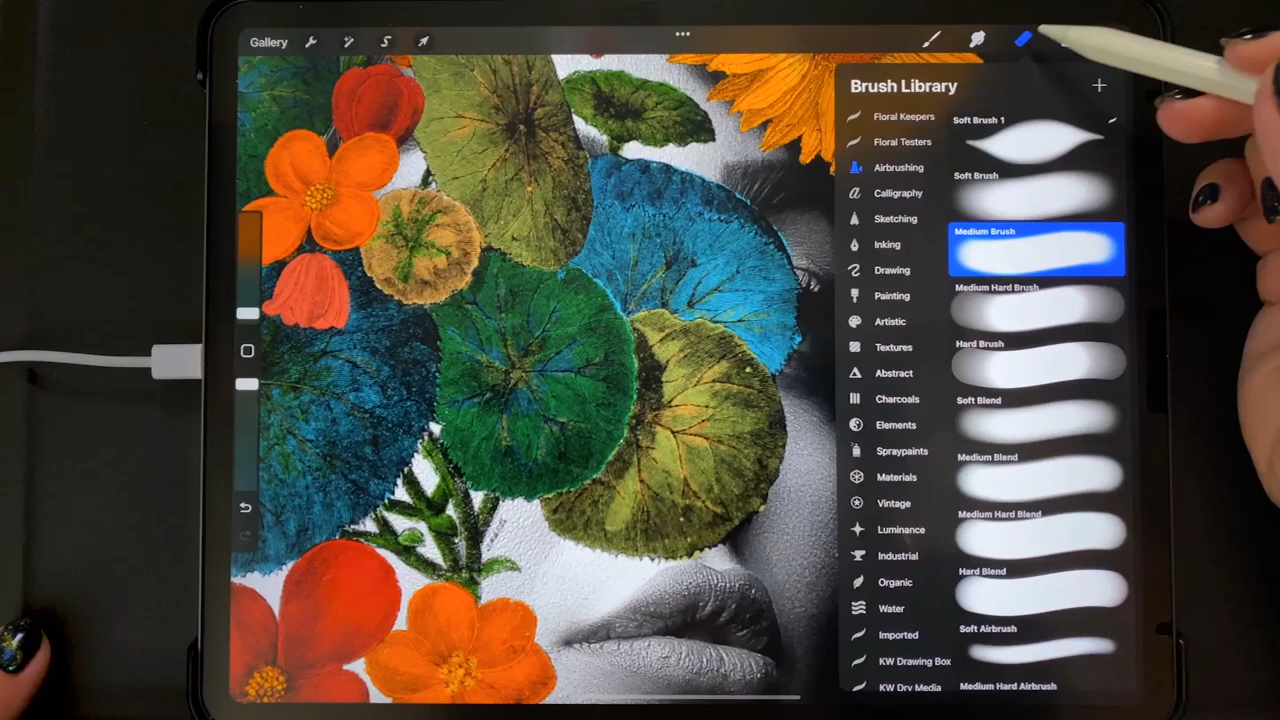 Gallery
Brush Library
Floral Keepers
Floral Testers
Airbrushing
Calligraphy
Sketching
Inking
Drawing
Painting
Artistic
Textures
Abstract
Charcoals
Elements
Spraypaints
Materials
Vintage
Luminance
Industrial
Organic
Water
Imported
KW Drawing Box
KW Dry Media
Soft Brush 1
Soft Brush
Medium Brush
Medium Hard Brush
Hard Brush
Soft Blend
Medium Blend
Medium Hard Blend
Hard Blend
Soft Airbrush
Medium Hard Airbrush